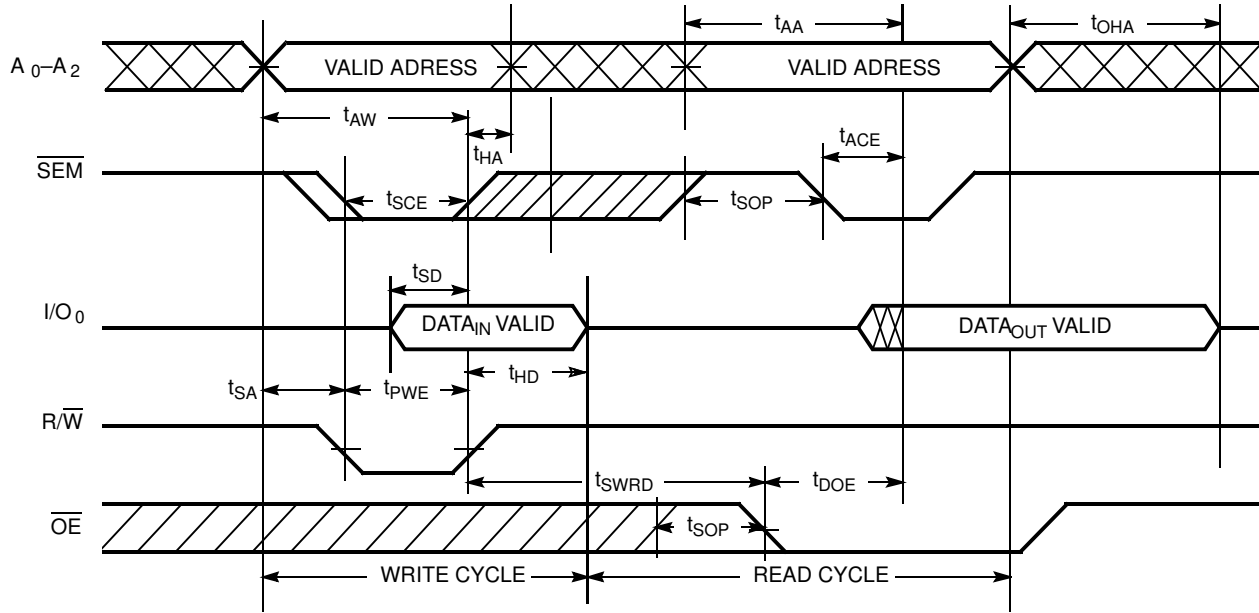 tAA
tOHA
A 0–A2
VALID ADRESS
VALID ADRESS
tAW
tHA
tACE
SEM
tSCE
tSOP
tSD
I/O0
DATAIN VALID
DATAOUT VALID
tSA
tPWE
tHD
R/W
tSWRD
tDOE
OE
tSOP
WRITE CYCLE
READ CYCLE